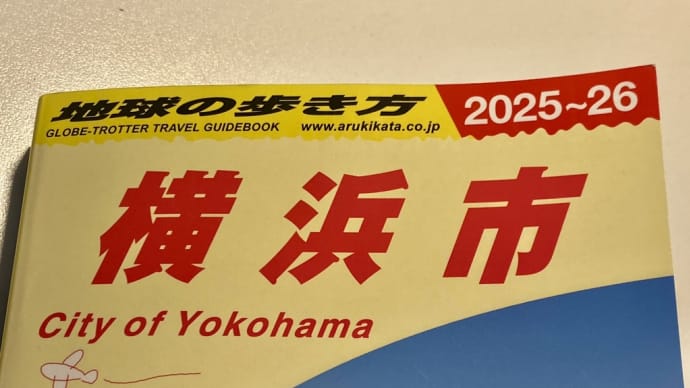 地球の歩き方 2025~26
GLOBE-TROTTER TRAVEL GUIDEBOOK www.arukikata.co.jp
横浜市
City of Yokohama